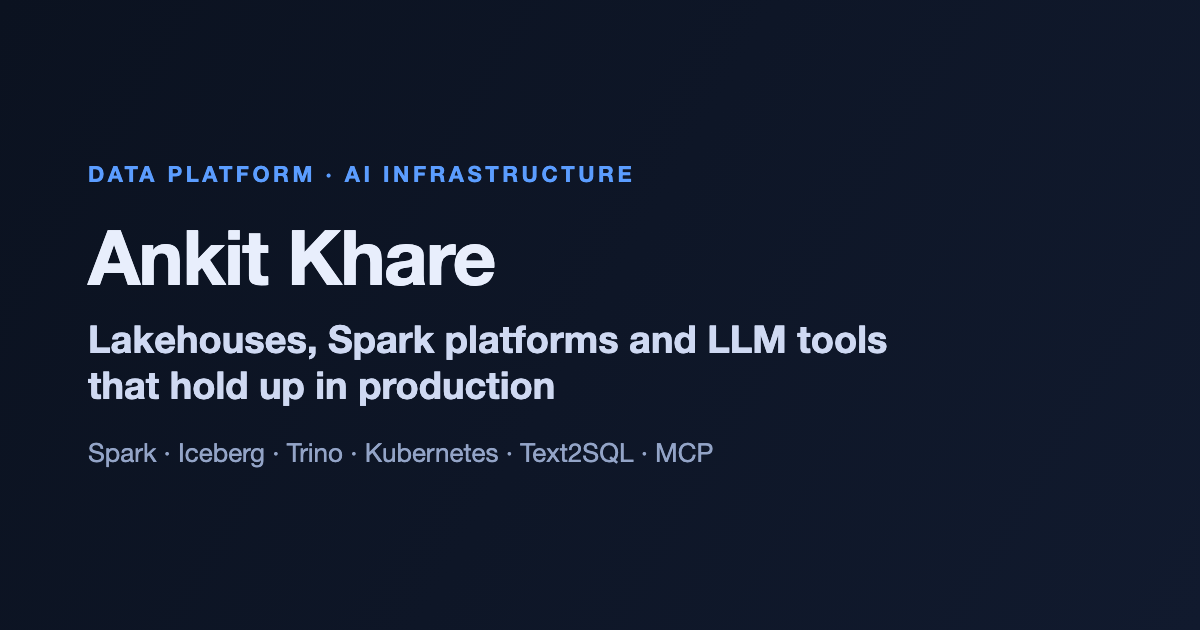 DATA PLATFORM · AI INFRASTRUCTURE
Ankit Khare
Lakehouses, Spark platforms and LLM tools
that hold up in production
Spark · Iceberg · Trino · Kubernetes · Text2SQL · MCP